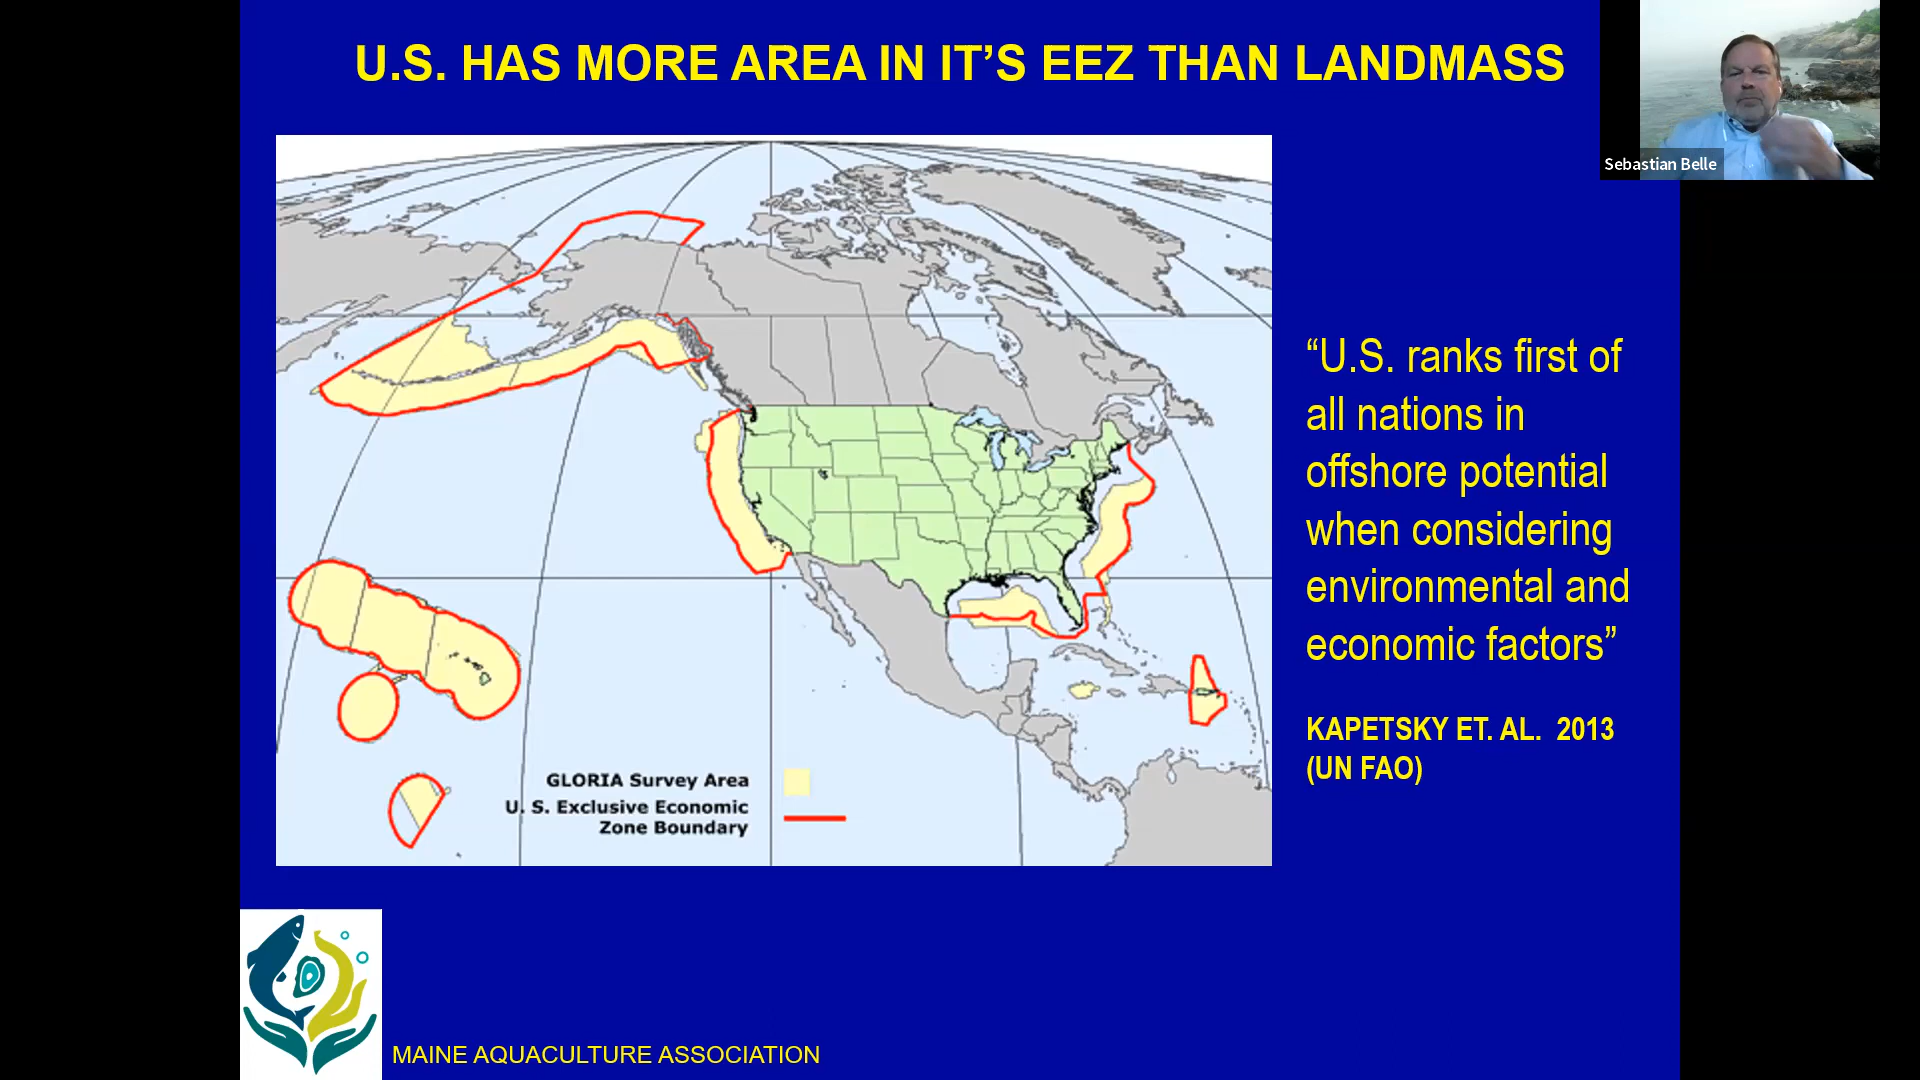 U.S. HAS MORE AREA IN IT’S EEZ THAN LANDMASS
Sebastian Belle
“U.S. ranks first of
all nations in
offshore potential
when considering
environmental and
economic factors”
KAPETSKY ET. AL.  2013
(UN FAO)
GLORIA Survey Area
U. S. Exclusive Economic
Zone Boundary
MAINE AQUACULTURE ASSOCIATION